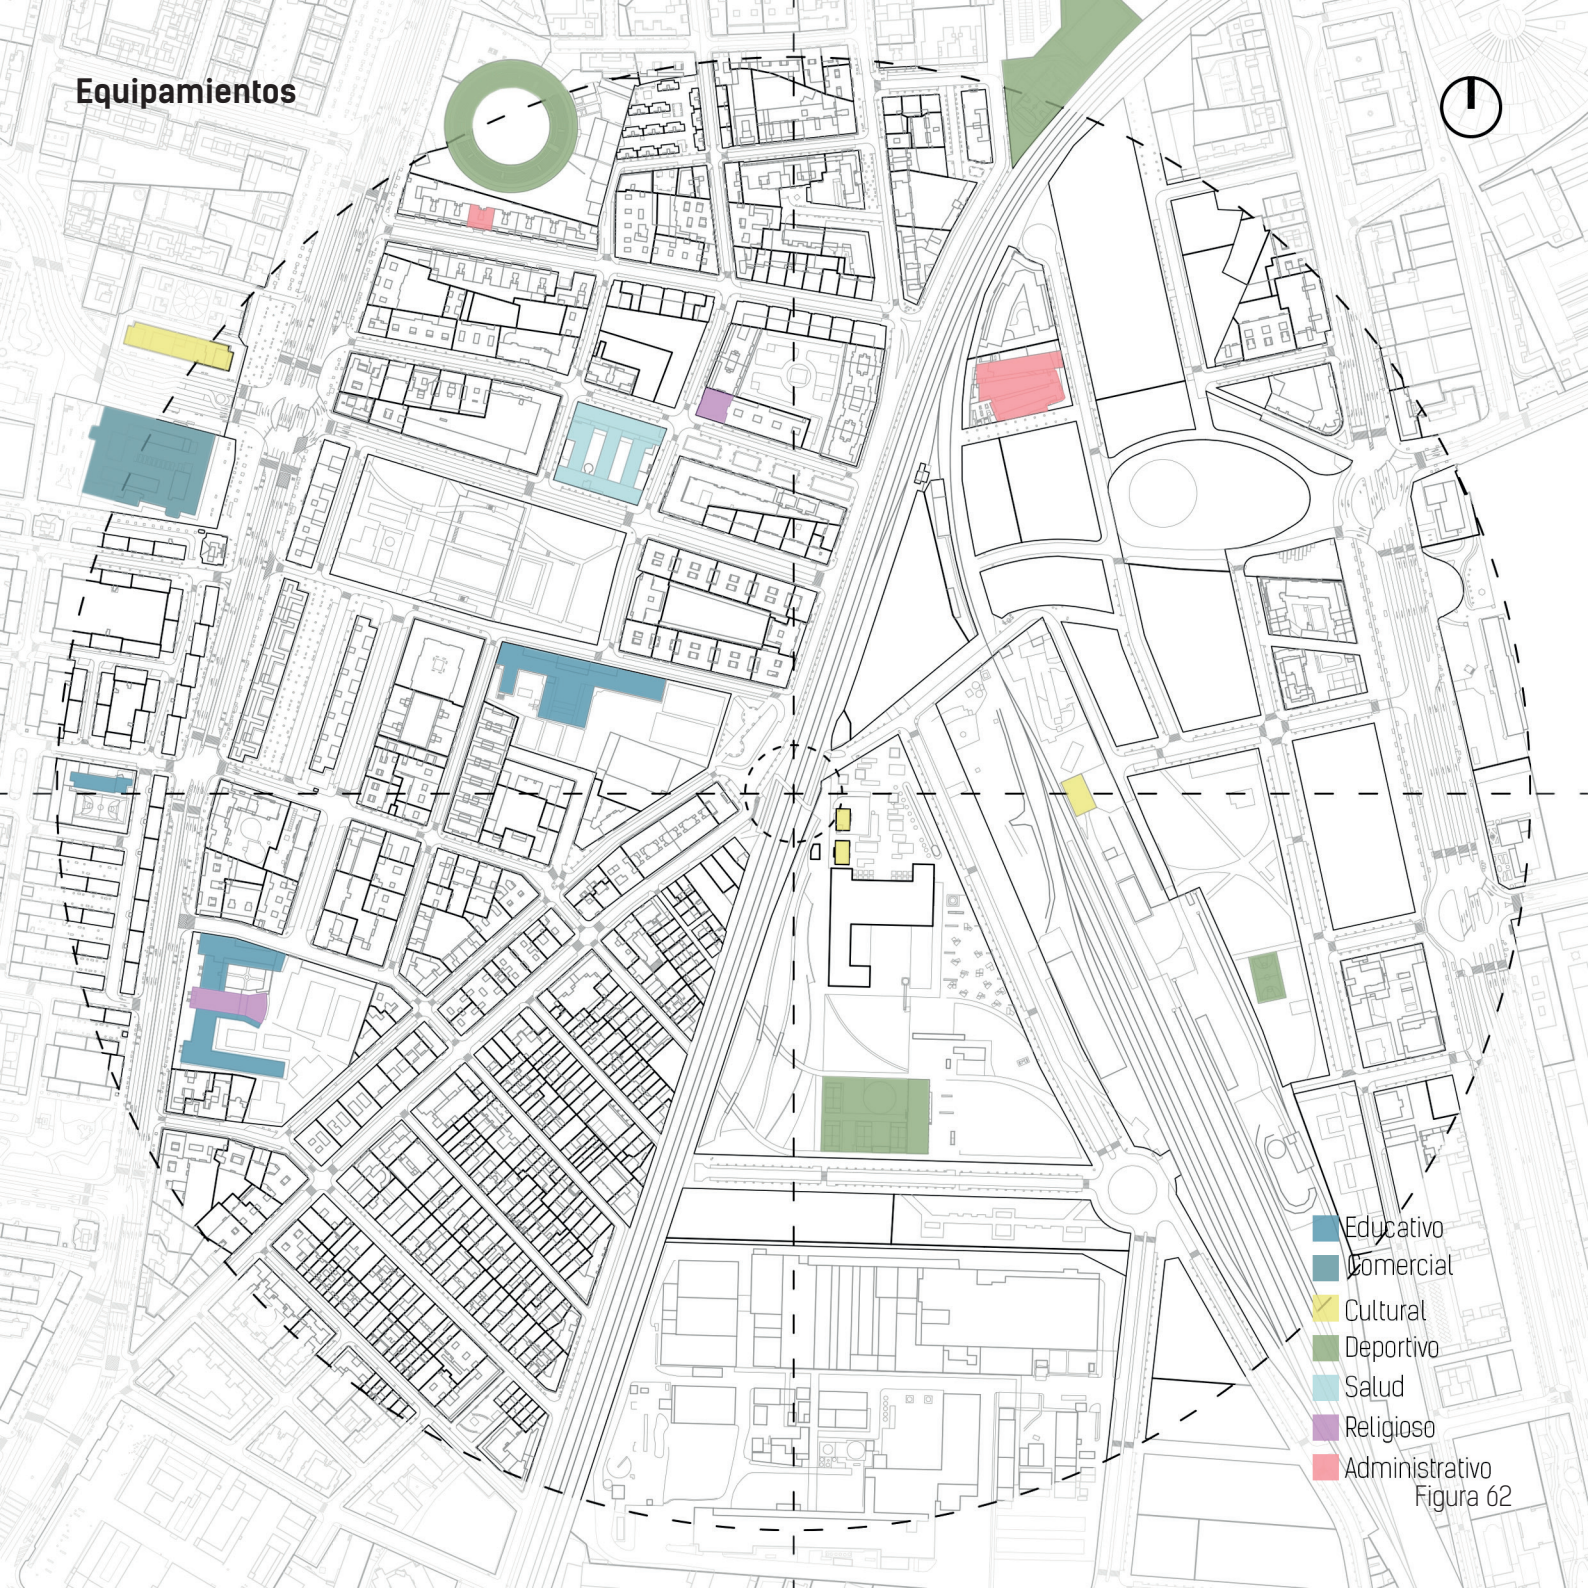 Equipamientos
Educativo
Comercial
Cultural
Deportivo
Salud
Religioso
Administrativo
Figura 62